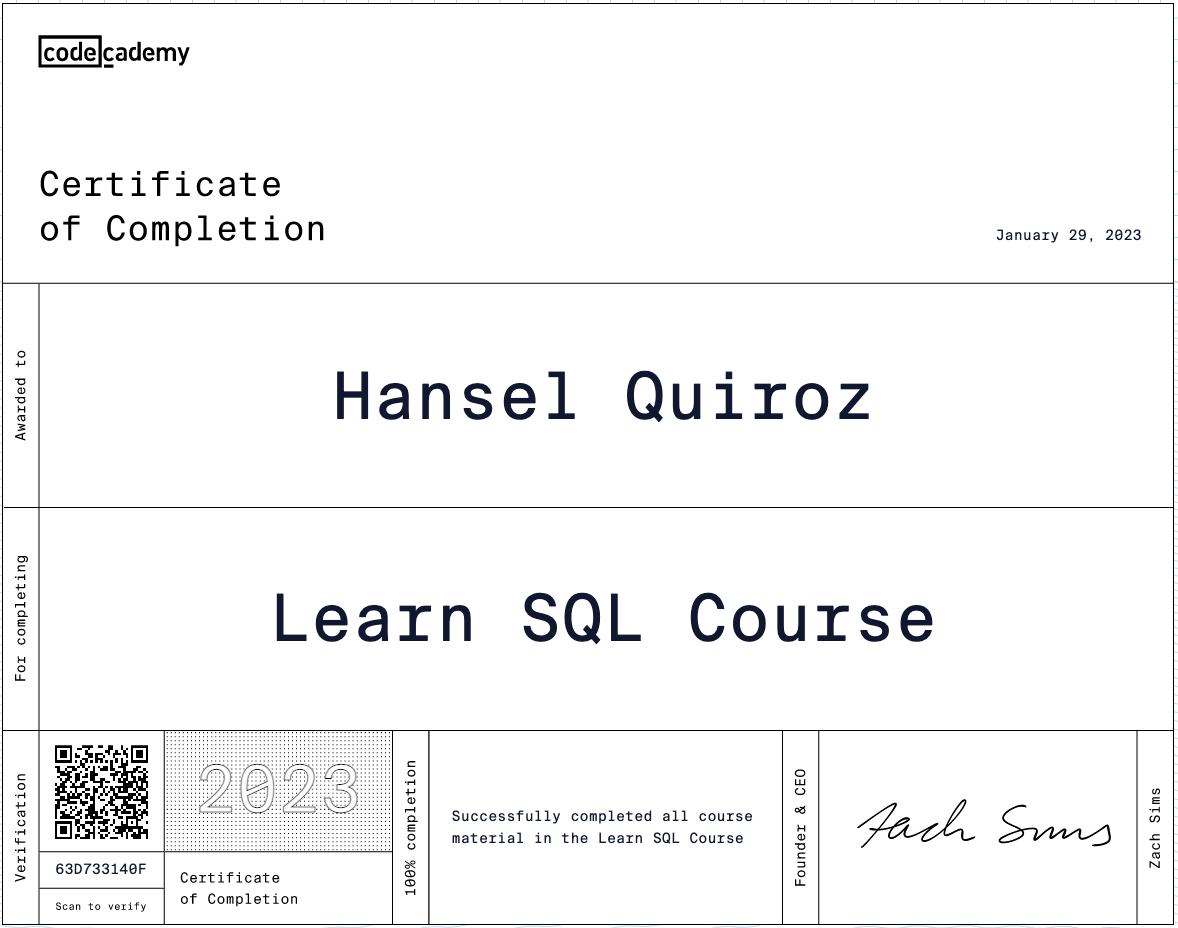 codecademy
Certificate
of Completion
January 29, 2023
Awarded to
Hansel Quiroz
For completing
Learn SQL Course
Verification
63D733140F
Scan to verify
2023
Certificate
of Completion
100% completion
Successfully completed all course
material in the Learn SQL Course
Founder & CEO
Zach Sims
Zach Sims